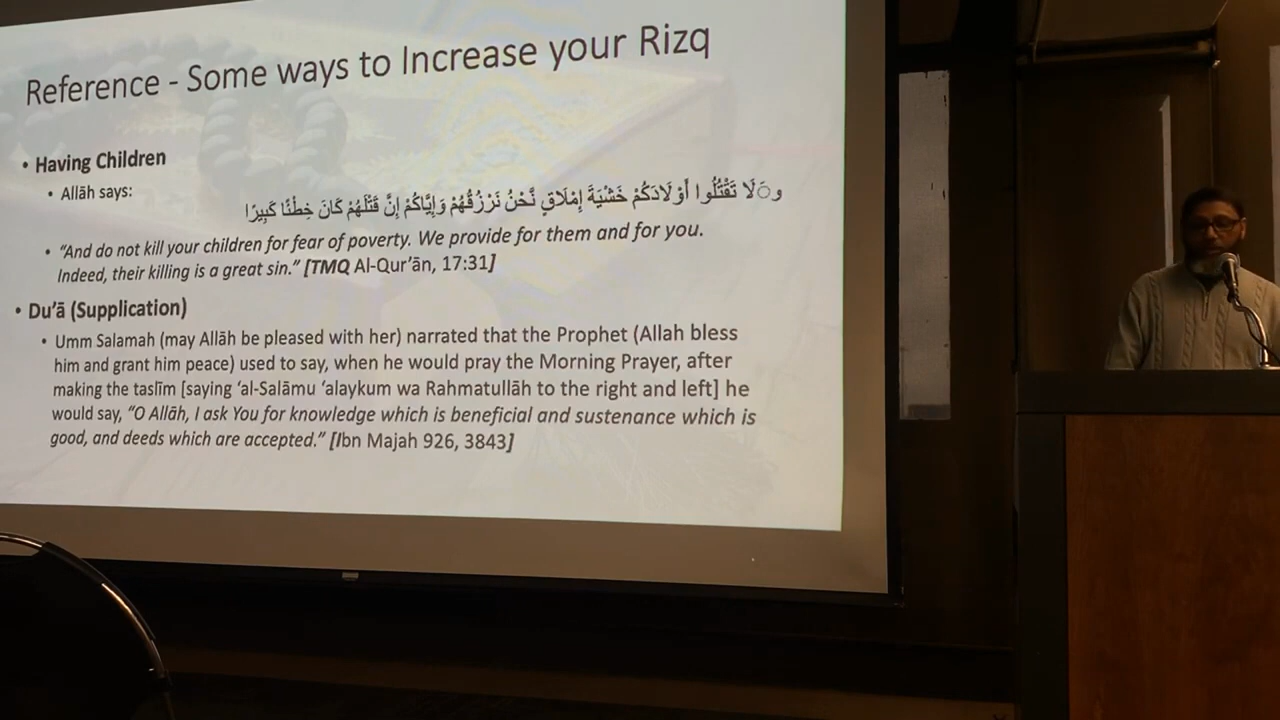 Reference - Some ways to Increase your Rizq
• Having Children
• Allāh says:
وَلَا تَقْتُلُوا أَوْلَادَكُمْ خَشْيَةَ إِمْلَاقٍ نَّحْنُ نَرْزُقُهُمْ وَإِيَّاكُمْ إِنَّ قَتْلَهُمْ كَانَ خِطْئًا كَبِيرًا
• “And do not kill your children for fear of poverty. We provide for them and for you.
Indeed, their killing is a great sin.” [TMQ Al-Qur’ān, 17:31]
• Du’ā (Supplication)
• Umm Salamah (may Allāh be pleased with her) narrated that the Prophet (Allah bless
him and grant him peace) used to say, when he would pray the Morning Prayer, after
making the taslīm [saying ‘al-Salāmu ‘alaykum wa Rahmatullāh to the right and left] he
would say, “O Allāh, I ask You for knowledge which is beneficial and sustenance which is
good, and deeds which are accepted.” [Ibn Majah 926, 3843]